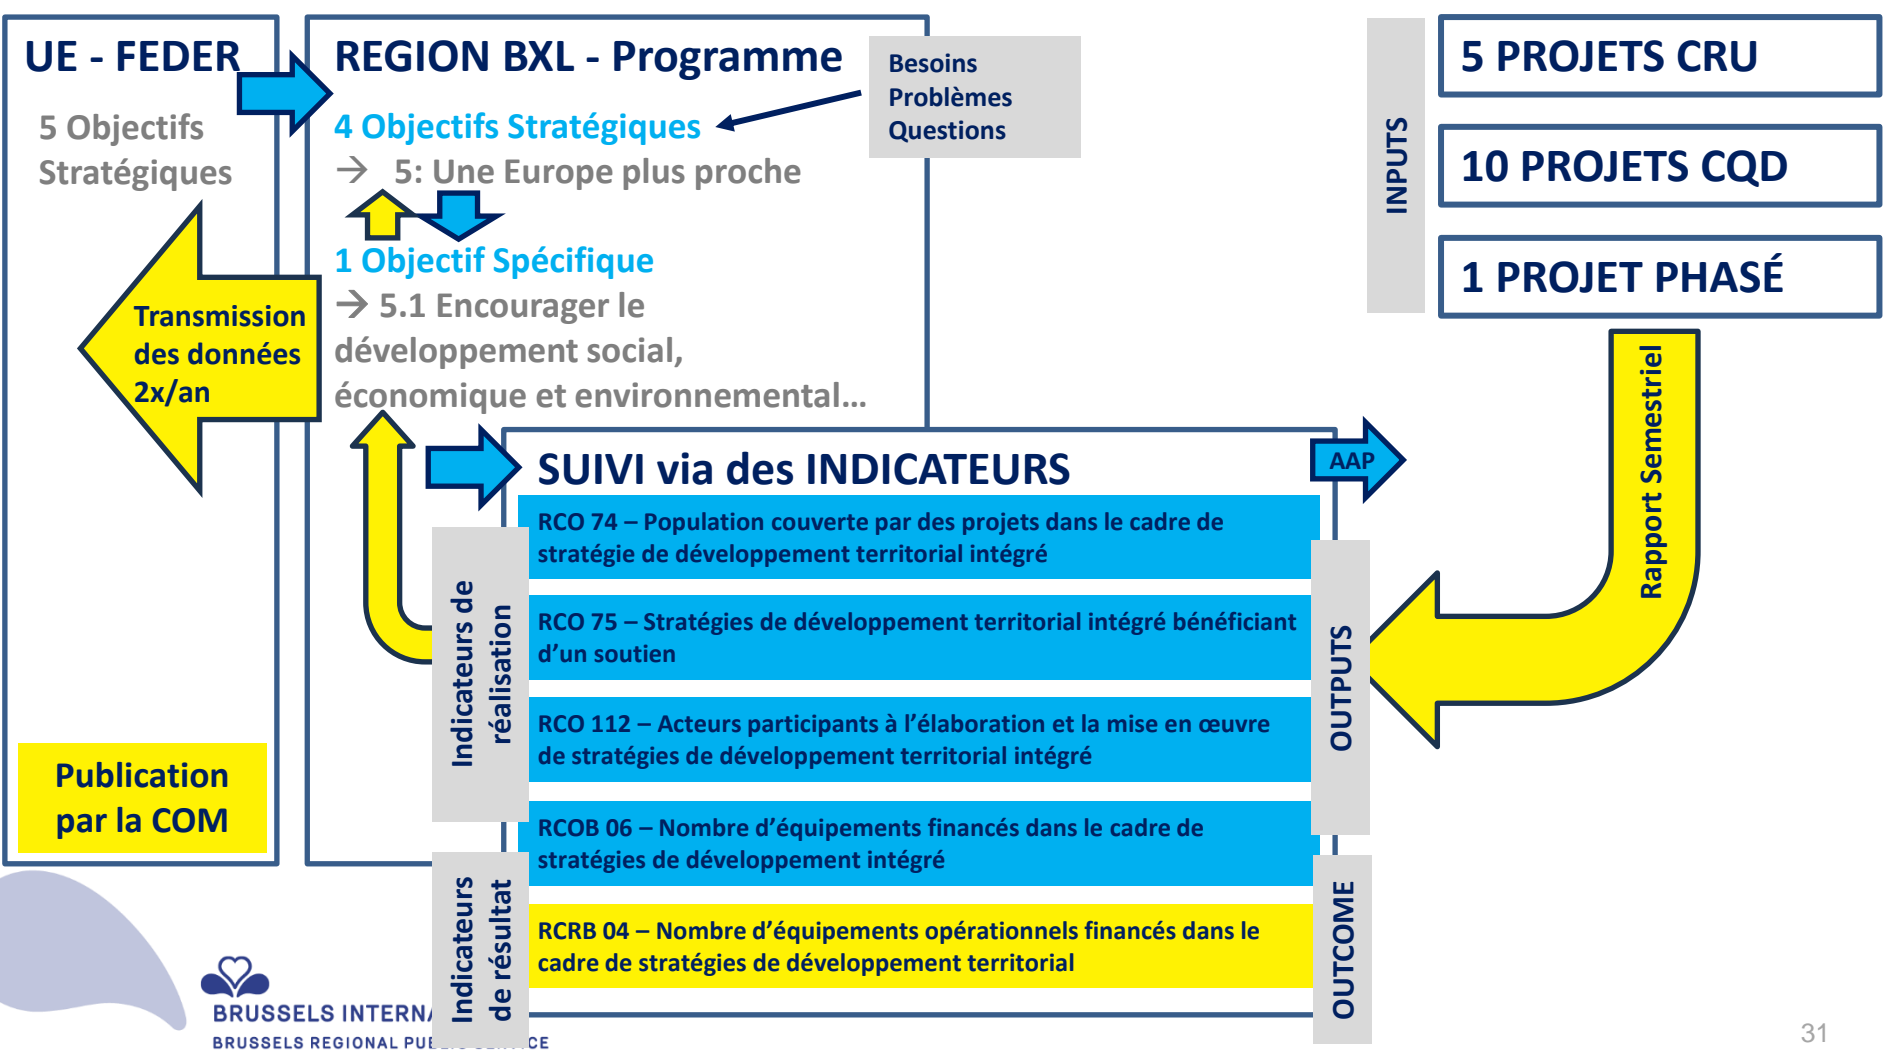 UE - FEDER
5 Objectifs
Stratégiques
Transmission
des données
2x/an
Publication
par la COM
REGION BXL - Programme
4 Objectifs Stratégiques
→ 5: Une Europe plus proche
1 Objectif Spécifique
→ 5.1 Encourager le
développement social,
économique et environnemental...
Besoins
Problèmes
Questions
SUIVI via des INDICATEURS
Indicateurs de
réalisation
RCO 74 – Population couverte par des projets dans le cadre de
stratégie de développement territorial intégré
RCO 75 – Stratégies de développement territorial intégré bénéficiant
d’un soutien
RCO 112 – Acteurs participants à l’élaboration et la mise en œuvre
de stratégies de développement territorial intégré
RCOB 06 – Nombre d’équipements financés dans le cadre de
stratégies de développement intégré
Indicateurs
de résultat
RCRB 04 – Nombre d’équipements opérationnels financés dans le
cadre de stratégies de développement territorial
AAP
OUTPUTS
OUTCOME
INPUTS
5 PROJETS CRU
10 PROJETS CQD
1 PROJET PHASÉ
Rapport Semestriel
BRUSSELS
BRUSSELS REGIONAL
31